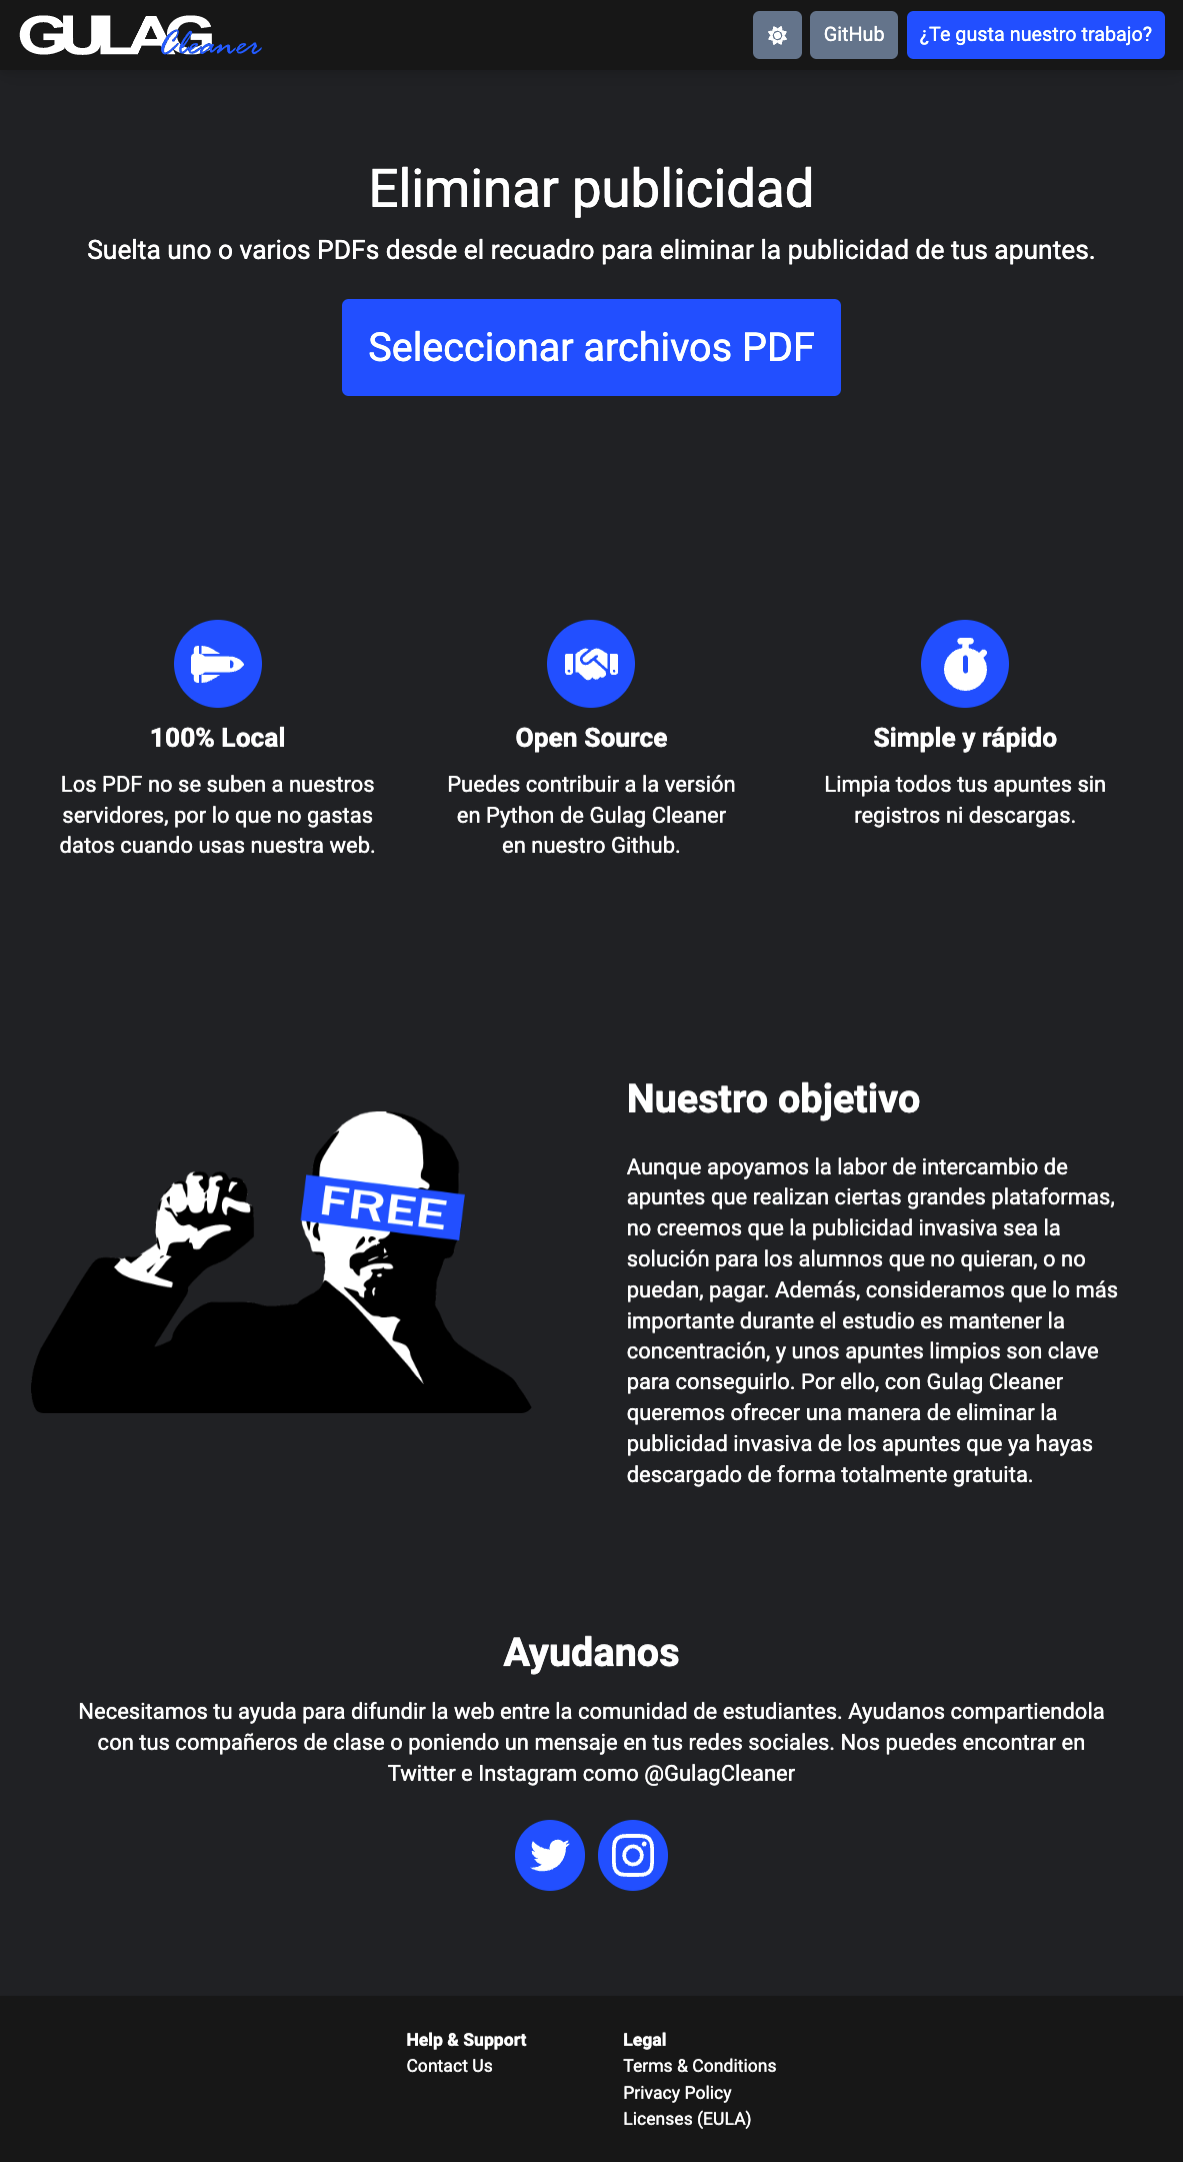 GULAG Cleaner
GitHub
¿Te gusta nuestro trabajo?
Eliminar publicidad
Suelta uno o varios PDFs desde el recuadro para eliminar la publicidad de tus apuntes.
Seleccionar archivos PDF
100% Local
Los PDF no se suben a nuestros
servidores, por lo que no gastas
datos cuando usas nuestra web.
Open Source
Puedes contribuir a la versión
en Python de Gulag Cleaner
en nuestro Github.
Simple y rápido
Limpia todos tus apuntes sin
registros ni descargas.
FREE
Nuestro objetivo
Aunque apoyamos la labor de intercambio de
apuntes que realizan ciertas grandes plataformas,
no creemos que la publicidad invasiva sea la
solución para los alumnos que no quieran, o no
puedan, pagar. Además, consideramos que lo más
importante durante el estudio es mantener la
concentración, y unos apuntes limpios son clave
para conseguirlo. Por ello, con Gulag Cleaner
queremos ofrecer una manera de eliminar la
publicidad invasiva de los apuntes que ya hayas
descargado de forma totalmente gratuita.
Ayudanos
Necesitamos tu ayuda para difundir la web entre la comunidad de estudiantes. Ayudanos compartiendola
con tus compañeros de clase o poniendo un mensaje en tus redes sociales. Nos puedes encontrar en
Twitter e Instagram como @GulagCleaner
Help & Support
Contact Us
Legal
Terms & Conditions
Privacy Policy
Licenses (EULA)